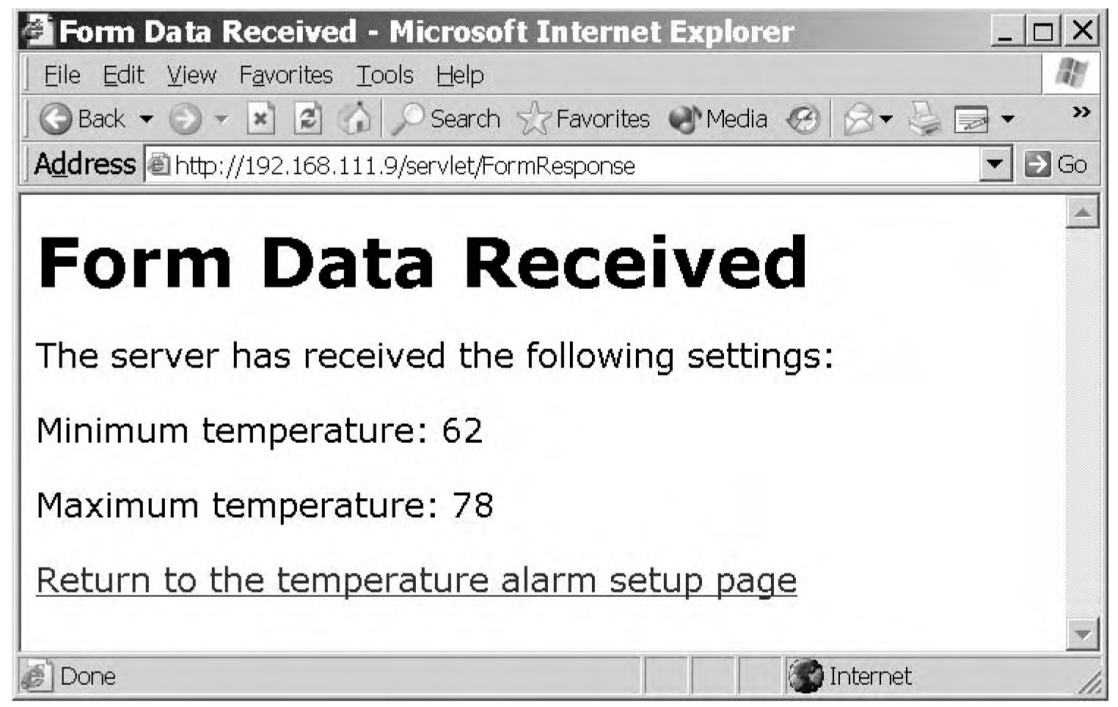 Form Data Received - Microsoft Internet Explorer
File Edit View Favorites Tools Help
Back Search Favorites Media »
Address http://192.168.111.9/servlet/FormResponse Go
Form Data Received
The server has received the following settings:
Minimum temperature: 62
Maximum temperature: 78
Return to the temperature alarm setup page
Done Internet